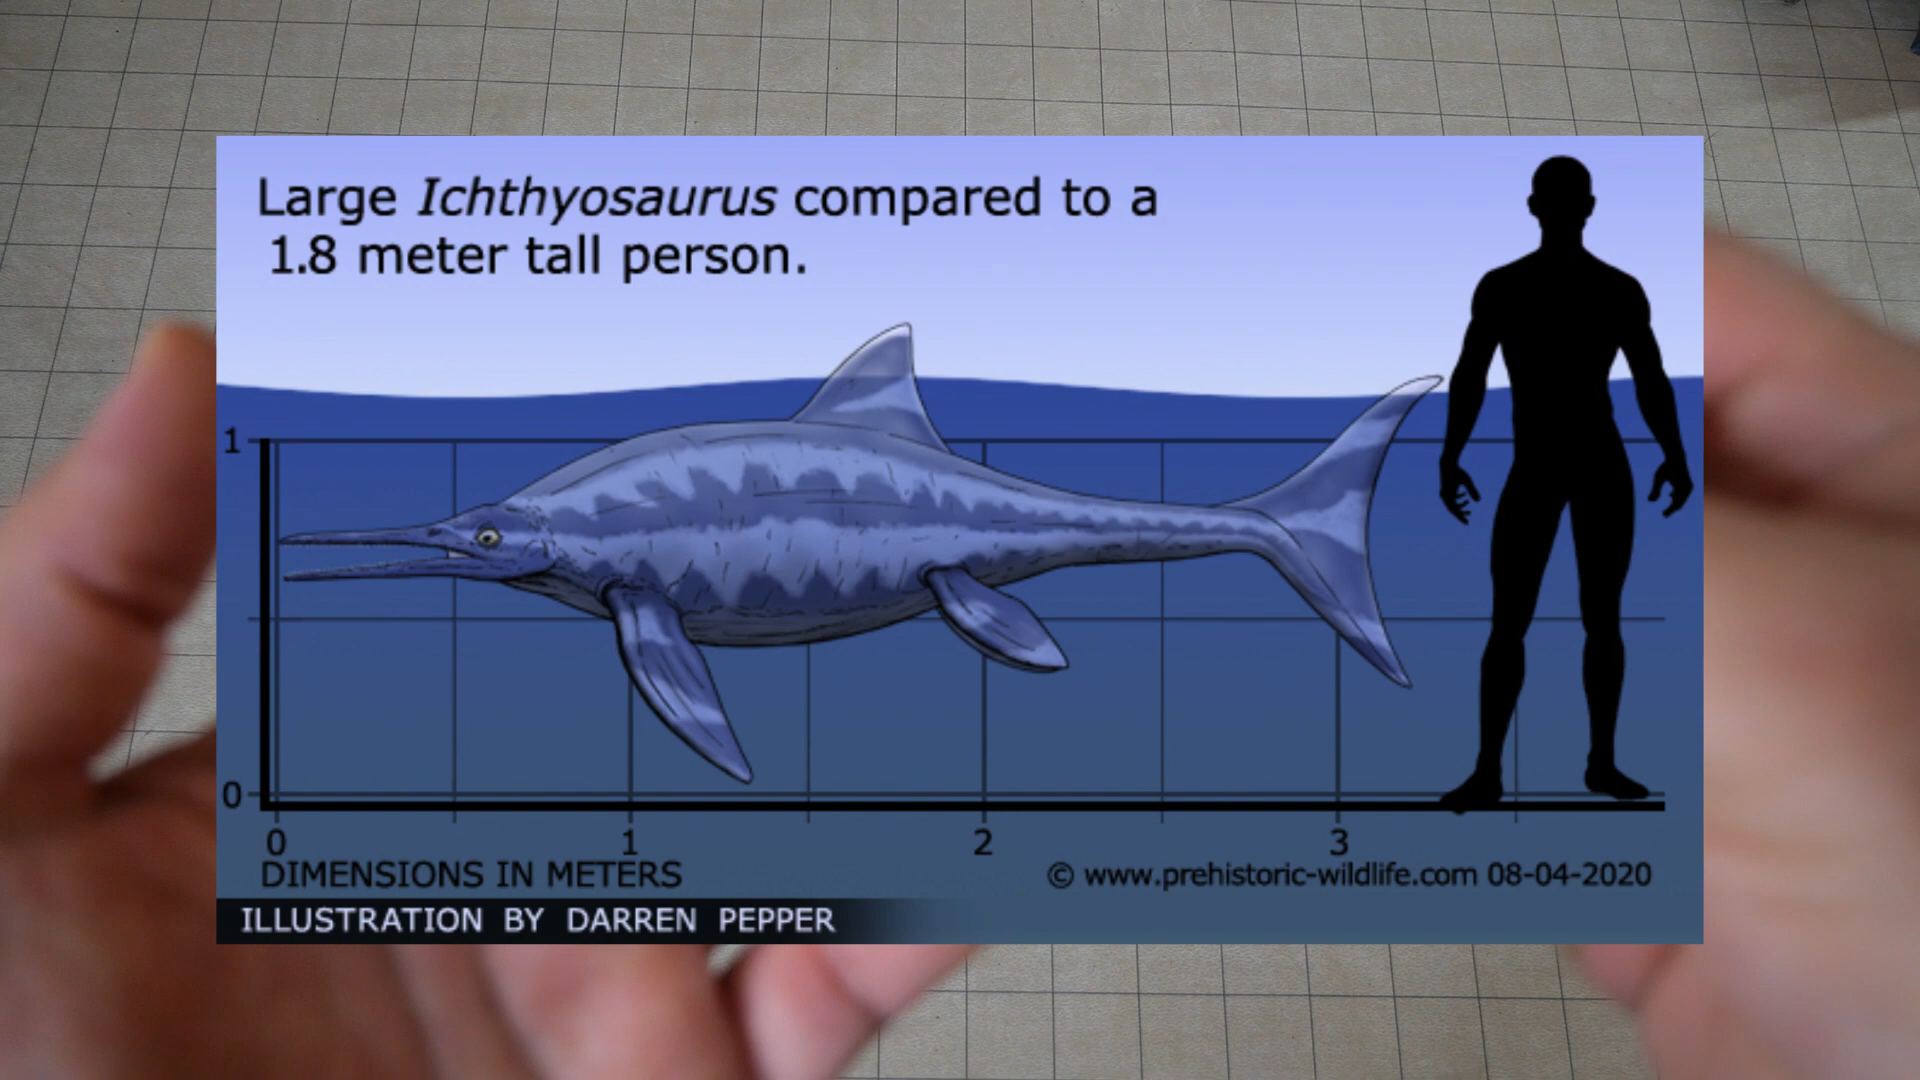 Large Ichthyosaurus compared to a
1.8 meter tall person.
1
0
0 1 2 3
DIMENSIONS IN METERS
© www.prehistoric-wildlife.com 08-04-2020
ILLUSTRATION BY DARREN PEPPER